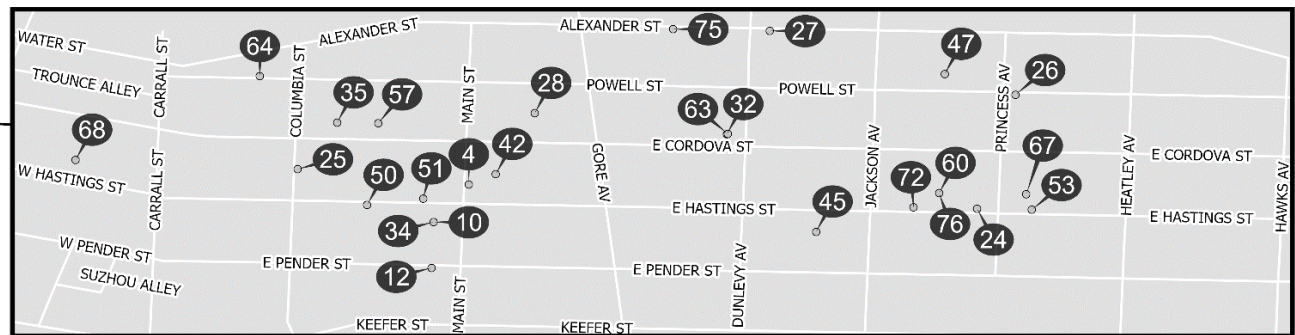 ALEXANDER ST
75
27
WATER ST
ALEXANDER ST
64
47
TROUNCE ALLEY
CARRALL ST
COLUMBIA ST
MAIN ST
28
POWELL ST
POWELL ST
PRINCESS AV
26
35
57
63
32
68
25
51
4
42
E CORDOVA ST
E CORDOVA ST
JACKSON AV
HEATLEY AV
HAWKS AV
67
W HASTINGS ST
CARRALL ST
50
GORE AV
72
60
53
45
E HASTINGS ST
E HASTINGS ST
34
10
76
24
W PENDER ST
E PENDER ST
12
E PENDER ST
DUNLEVY AV
SUZHOU ALLEY
MAIN ST
KEEFER ST
KEEFER ST